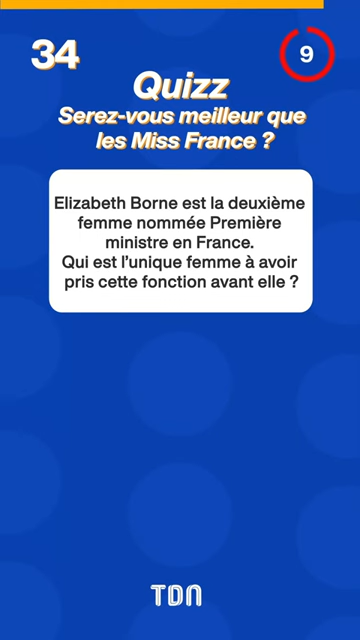 34
9
Quizz
Serez-vous meilleur que
les Miss France ?
Elizabeth Borne est la deuxième
femme nommée Première
ministre en France.
Qui est l'unique femme à avoir
pris cette fonction avant elle ?
TDN